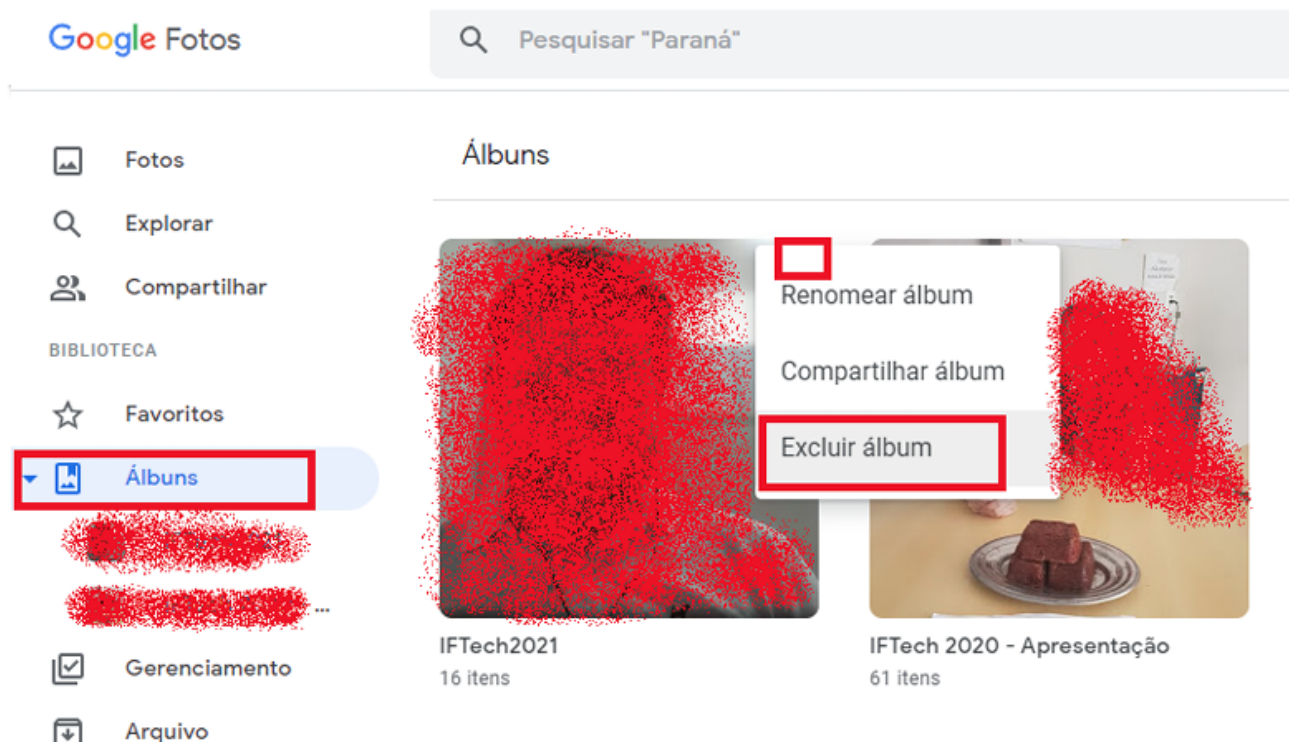 Google Fotos
Pesquisar "Paraná"
Fotos
Explorar
Compartilhar
BIBLIOTECA
Favoritos
Álbuns
...
Gerenciamento
Arquivo
Álbuns
Renomear álbum
Compartilhar álbum
Excluir álbum
IFTech2021
16 itens
IFTech 2020 - Apresentação
61 itens